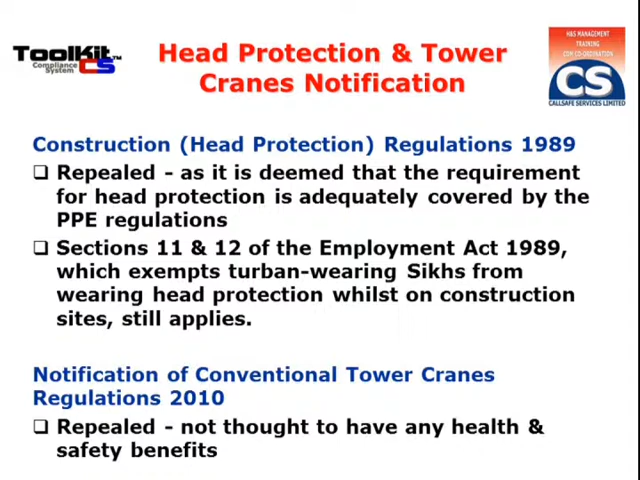 ToolKit™
Compliance
System CS
Head Protection & Tower
Cranes Notification
H&S MANAGEMENT
TRAINING
CDM CO-ORDINATION
CS
CALLSAFE SERVICES LIMITED
Construction (Head Protection) Regulations 1989
Repealed - as it is deemed that the requirement
for head protection is adequately covered by the
PPE regulations
Sections 11 & 12 of the Employment Act 1989,
which exempts turban-wearing Sikhs from
wearing head protection whilst on construction
sites, still applies.
Notification of Conventional Tower Cranes
Regulations 2010
Repealed - not thought to have any health &
safety benefits